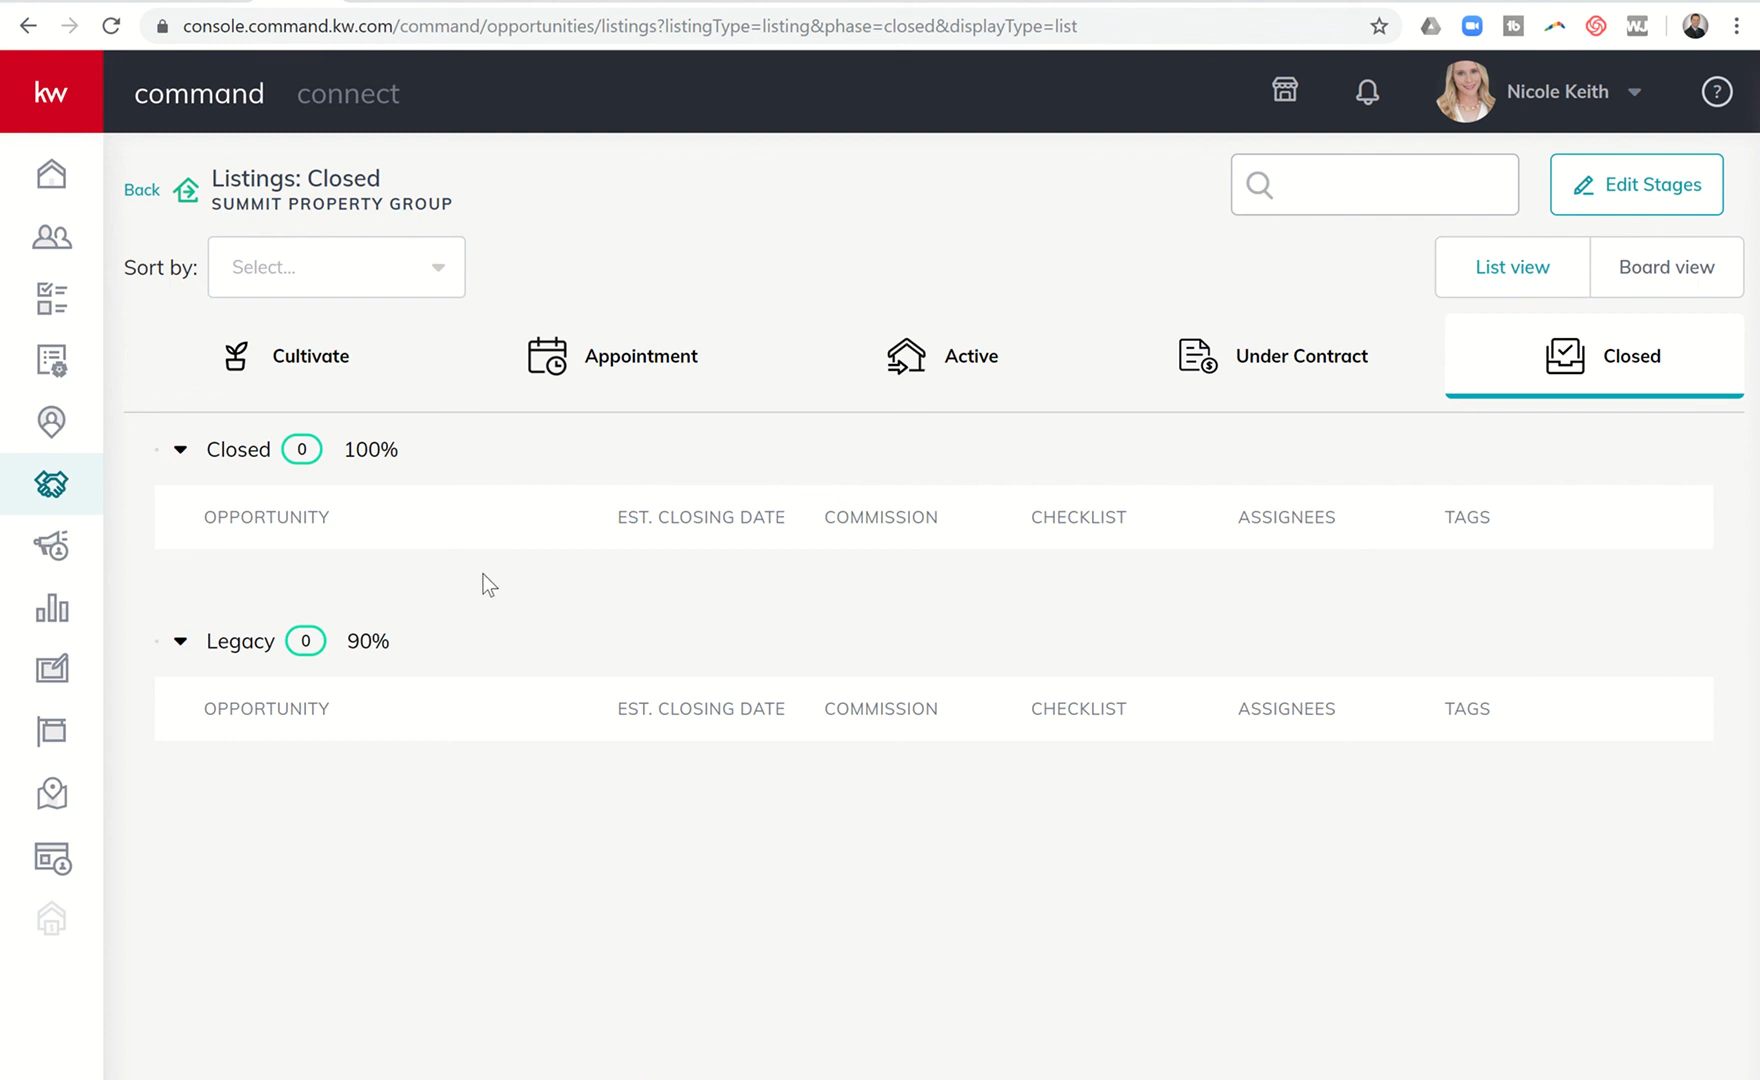 console.command.kw.com/command/opportunities/listings?listingType=listing&phase=closed&displayType=list
kw command connect Nicole Keith ?
Back Listings: Closed Edit Stages
SUMMIT PROPERTY GROUP
Sort by: Select... List view Board view
Cultivate Appointment Active Under Contract Closed
Closed 0 100%
OPPORTUNITY EST. CLOSING DATE COMMISSION CHECKLIST ASSIGNEES TAGS
Legacy 0 90%
OPPORTUNITY EST. CLOSING DATE COMMISSION CHECKLIST ASSIGNEES TAGS